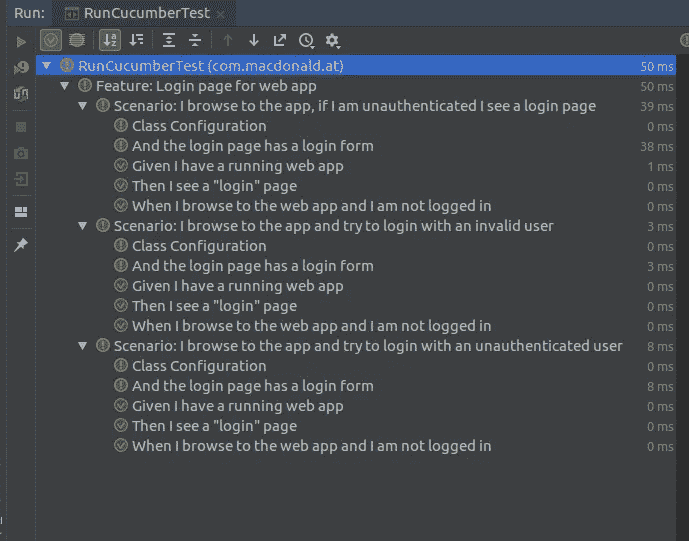 Run: RunCucumberTest
RunCucumberTest (com.macdonald.at) 50 ms
Feature: Login page for web app 50 ms
Scenario: I browse to the app, if I am unauthenticated I see a login page 39 ms
Class Configuration 0 ms
And the login page has a login form 38 ms
Given I have a running web app 1 ms
Then I see a "login" page 0 ms
When I browse to the web app and I am not logged in 0 ms
Scenario: I browse to the app and try to login with an invalid user 3 ms
Class Configuration 0 ms
And the login page has a login form 3 ms
Given I have a running web app 0 ms
Then I see a "login" page 0 ms
When I browse to the web app and I am not logged in 0 ms
Scenario: I browse to the app and try to login with an unauthenticated user 8 ms
Class Configuration 0 ms
And the login page has a login form 8 ms
Given I have a running web app 0 ms
Then I see a "login" page 0 ms
When I browse to the web app and I am not logged in 0 ms